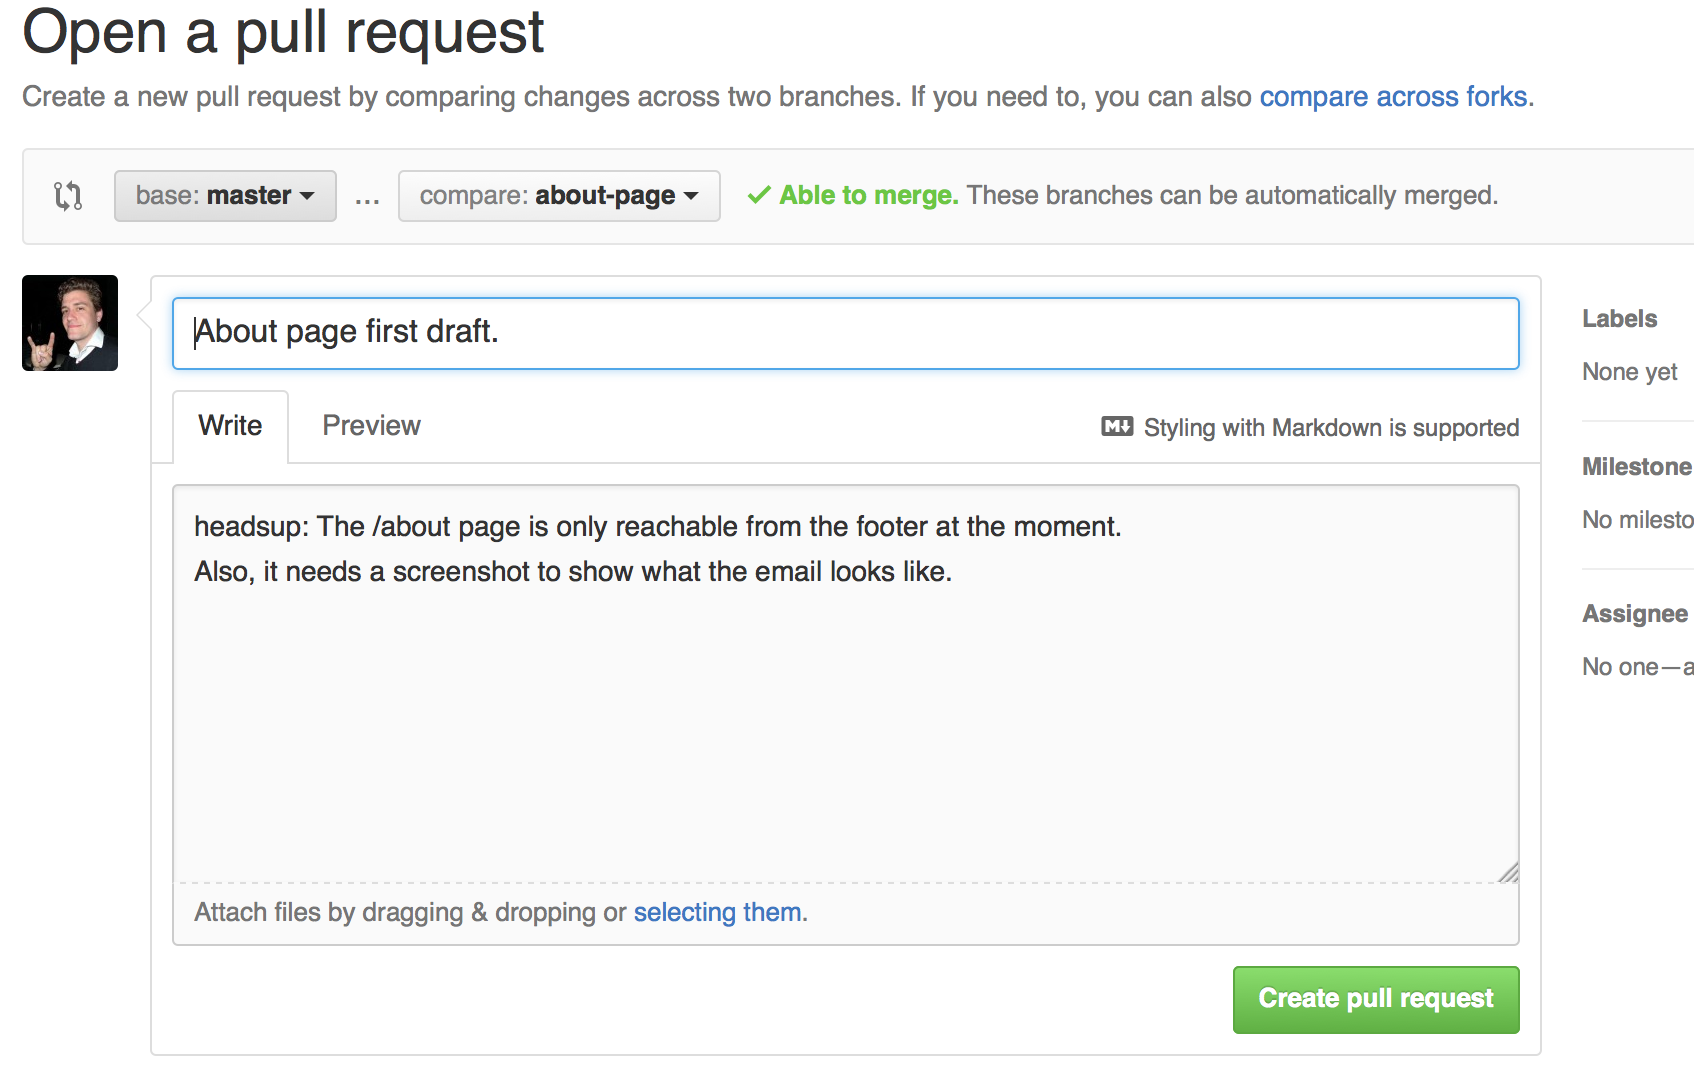 Open a pull request
Create a new pull request by comparing changes across two branches. If you need to, you can also compare across forks.
base: master ... compare: about-page Able to merge. These branches can be automatically merged.
About page first draft.
Write Preview M Styling with Markdown is supported
headsup: The /about page is only reachable from the footer at the moment.
Also, it needs a screenshot to show what the email looks like.
Attach files by dragging & dropping or selecting them.
Create pull request
Labels
None yet
Milestone
No milesto
Assignee
No one—a